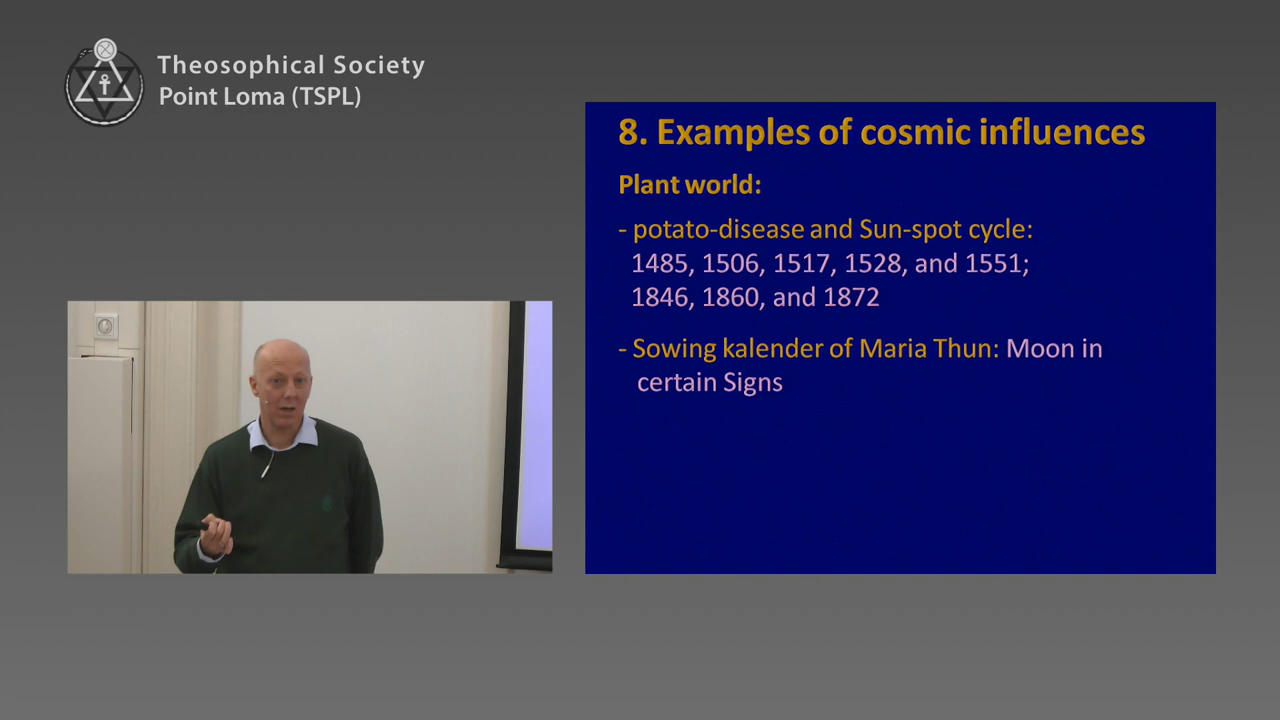 Theosophical Society
Point Loma (TSPL)
8. Examples of cosmic influences
Plant world:
- potato-disease and Sun-spot cycle:
1485, 1506, 1517, 1528, and 1551;
1846, 1860, and 1872
- Sowing kalender of Maria Thun: Moon in
certain Signs